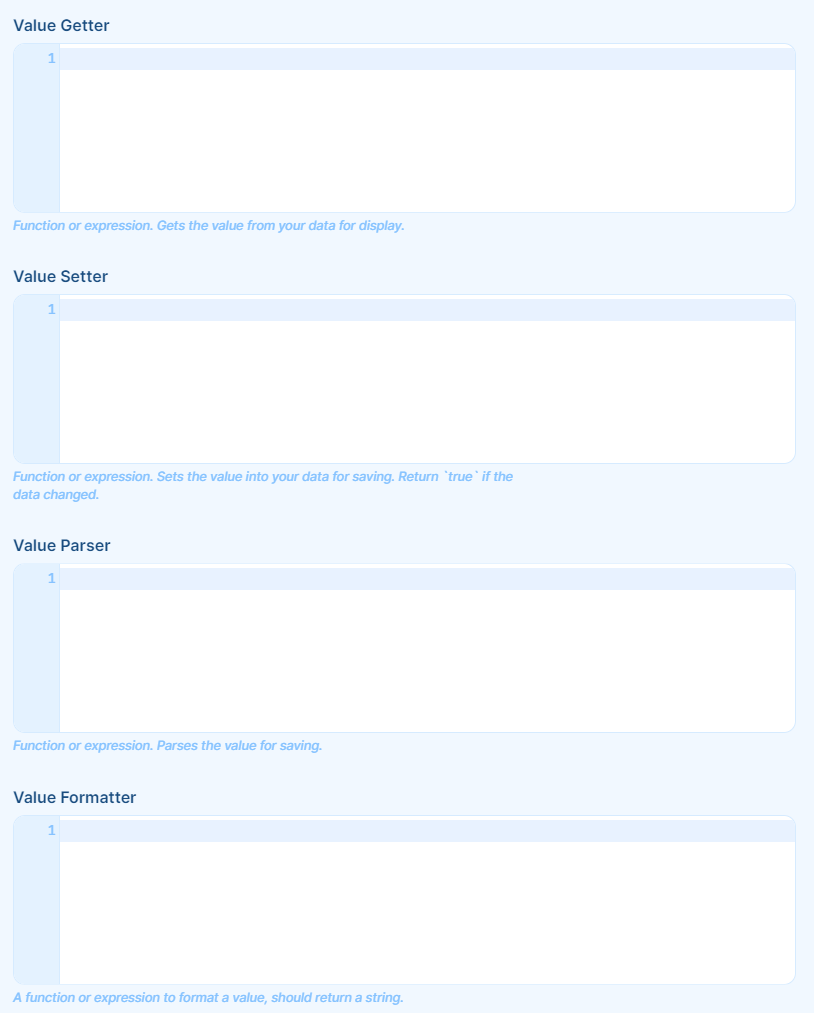 Value Getter
1
Function or expression. Gets the value from your data for display.
Value Setter
1
Function or expression. Sets the value into your data for saving. Return `true` if the
data changed.
Value Parser
1
Function or expression. Parses the value for saving.
Value Formatter
1
A function or expression to format a value, should return a string.